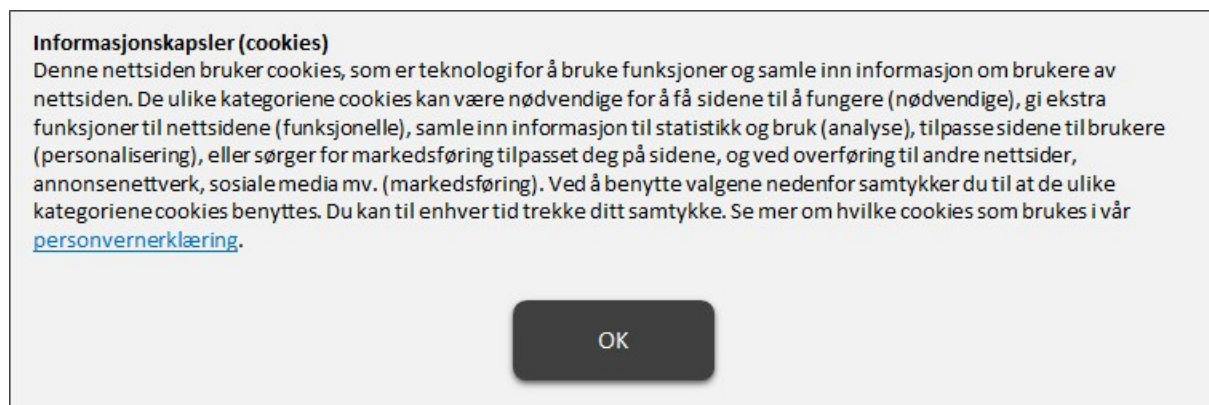 Informasjonskapsler (cookies)
Denne nettsiden bruker cookies, som er teknologi for å bruke funksjoner og samle inn informasjon om brukere av
nettsiden. De ulike kategoriene cookies kan være nødvendige for å få sidene til å fungere (nødvendige), gi ekstra
funksjoner til nettsidene (funksjonelle), samle inn informasjon til statistikk og bruk (analyse), tilpasse sidene til brukere
(personalisering), eller sørger for markedsføring tilpasset deg på sidene, og ved overføring til andre nettsider,
annonsenettverk, sosiale media mv. (markedsføring). Ved å benytte valgene nedenfor samtykker du til at de ulike
kategoriene cookies benyttes. Du kan til enhver tid trekke ditt samtykke. Se mer om hvilke cookies som brukes i vår
personvernerklæring.
OK